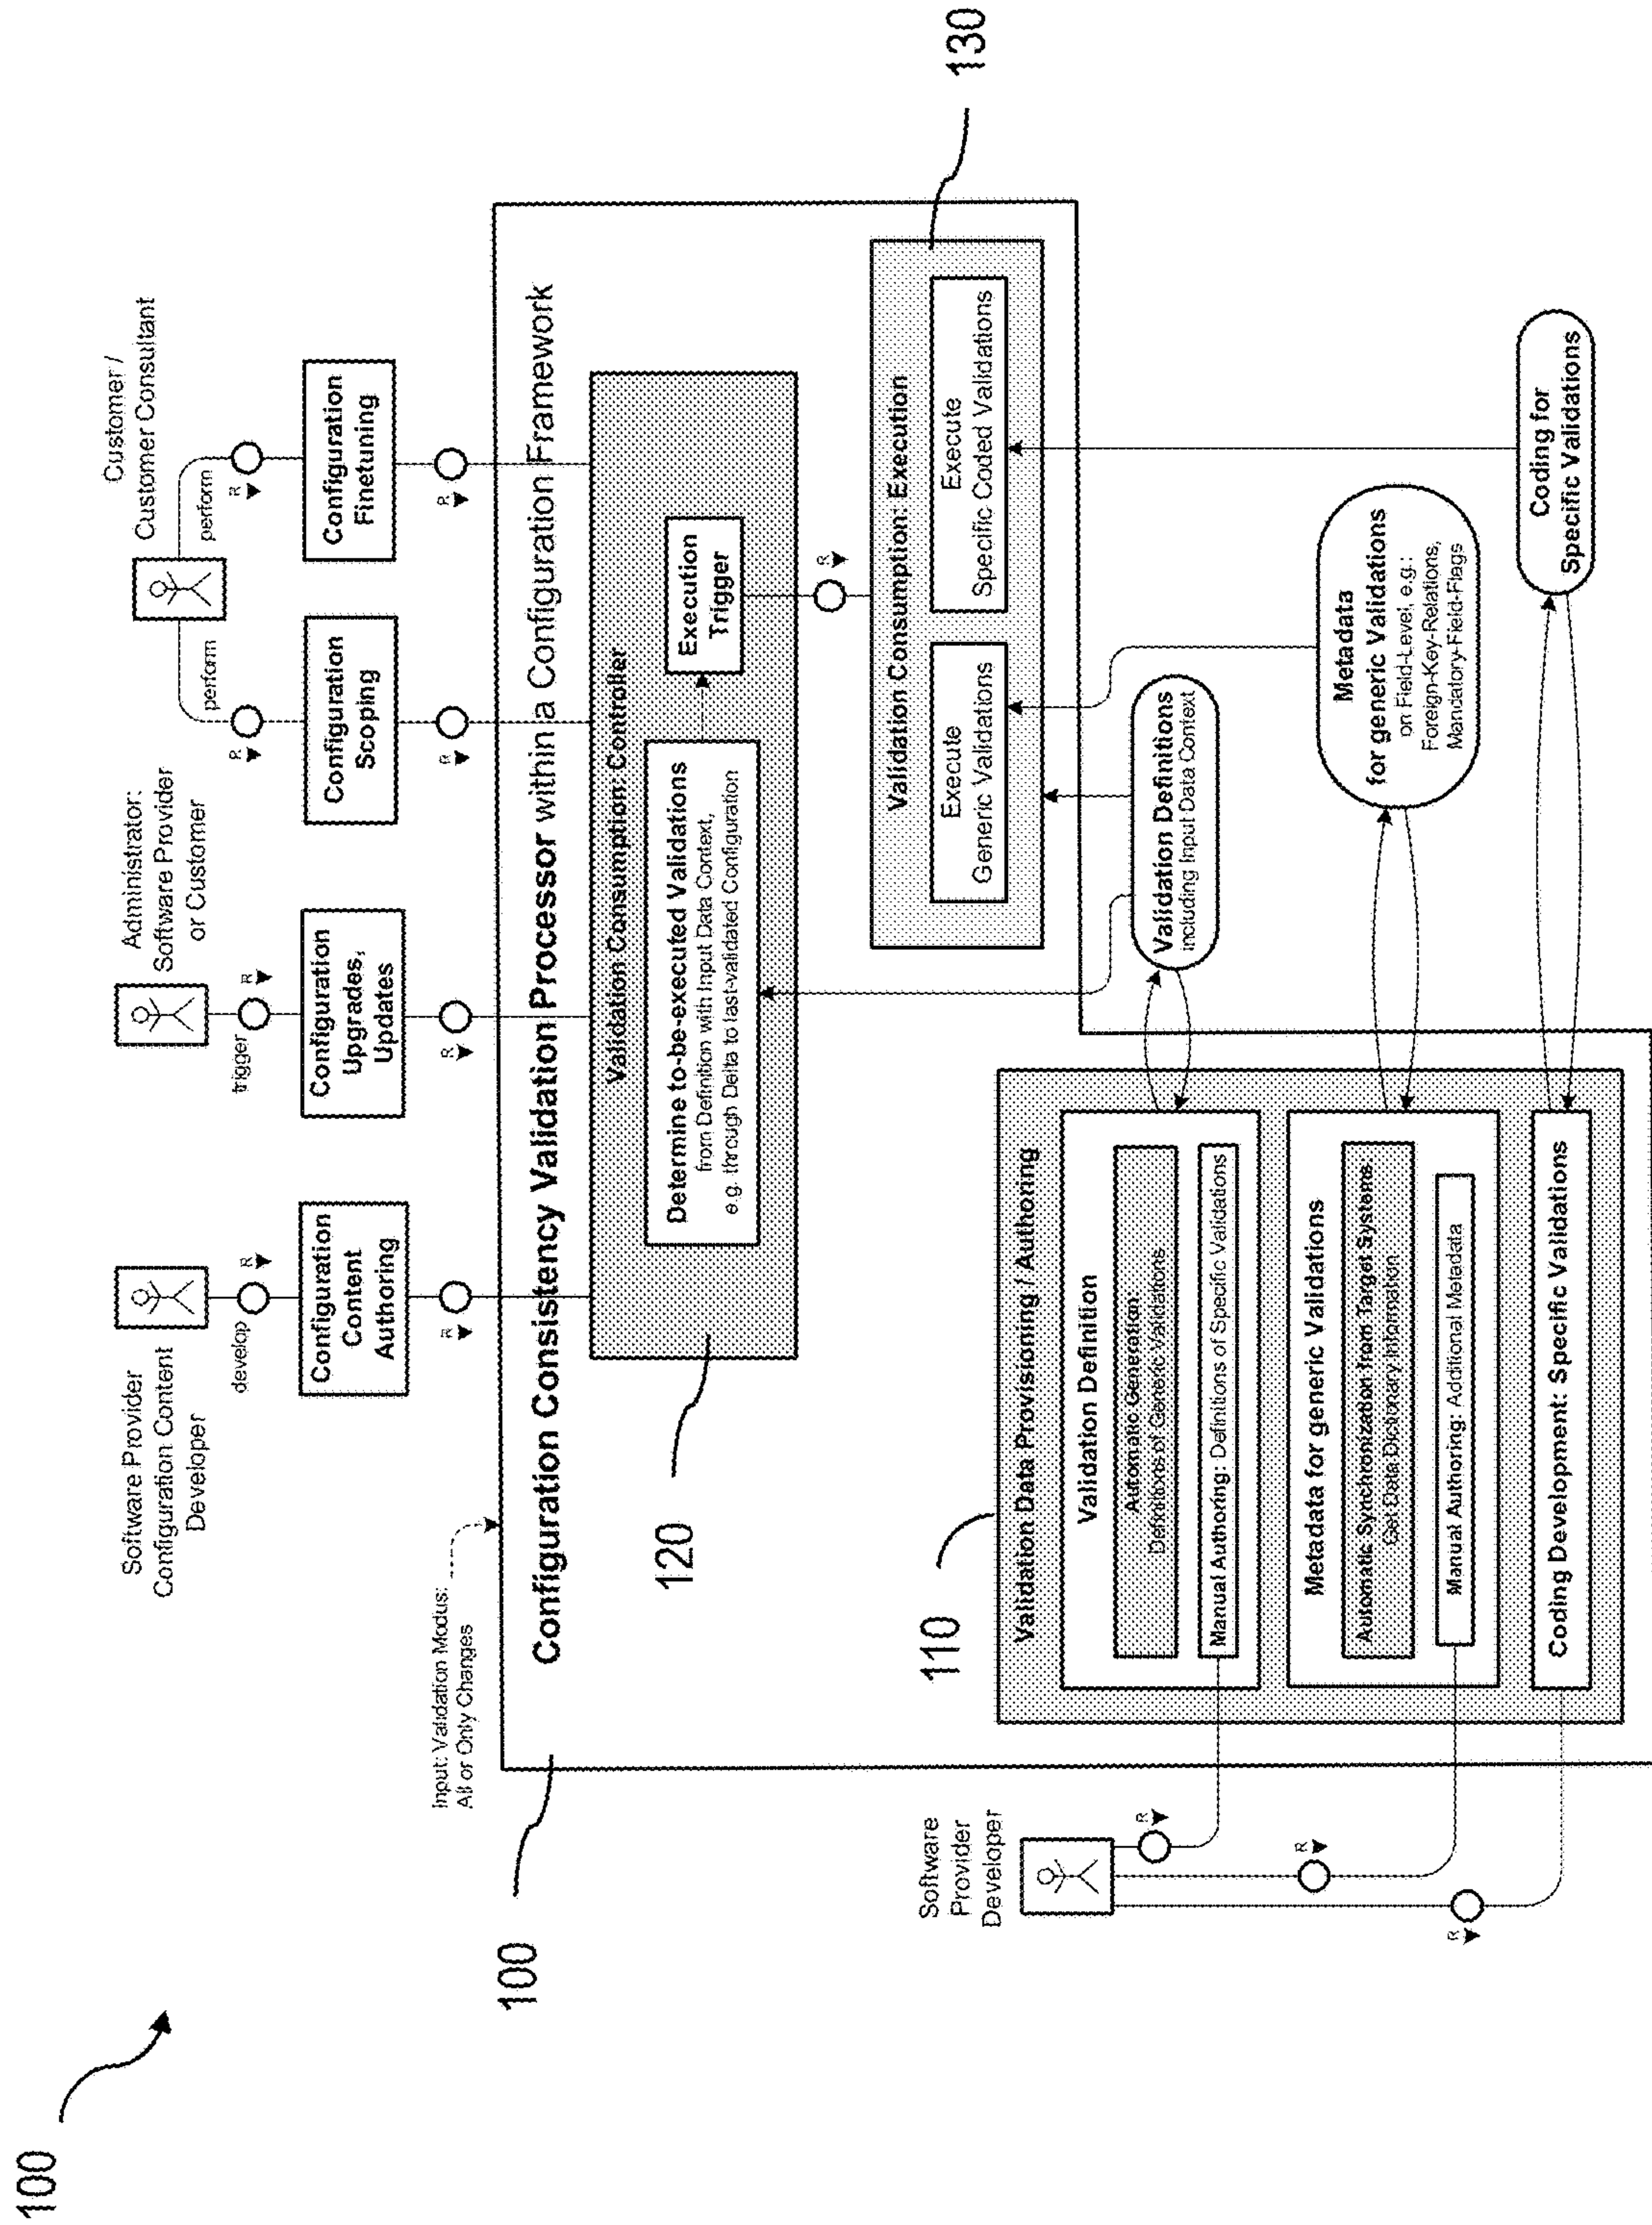 100
Software Provider
Configuration Content
Developer
develop
R
Configuration
Content
Authoring
R
Administrator:
Software Provider
or Customer
trigger
R
Configuration
Upgrades,
Updates
R
Customer /
Customer Consultant
perform
R
perform
R
Configuration
Scoping
R
Configuration
Finetuning
R
Input: Validation Modus:
All or Only Changes
100
Configuration Consistency Validation Processor within a Configuration Framework
120
Validation Consumption: Controller
Determine to-be-executed Validations
from Definition with Input Data Context,
e.g. through Delta to last-validated Configuration
Execution
Trigger
R
Validation Consumption: Execution
Execute
Generic Validations
Execute
Specific Coded Validations
130
110
Software
Provider
Developer
R
R
R
Validation Data Provisioning / Authoring
Validation Definition
Automatic Generation:
Definitions of Generic Validations
Manual Authoring: Definitions of Specific Validations
Metadata for generic Validations
Automatic Synchronization from Target Systems:
Get Data Dictionary Information
Manual Authoring: Additional Metadata
Coding Development: Specific Validations
Validation Definitions
including Input Data Context
Metadata
for generic Validations
on Field-Level, e.g.:
Foreign-Key-Relations,
Mandatory-Field-Flags
Coding for
Specific Validations